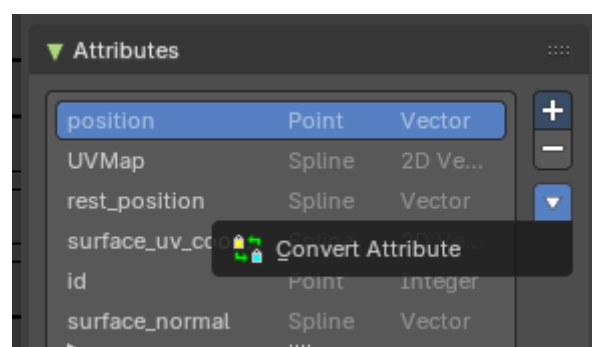 Attributes
position Point Vector
UVMap Spline 2D Ve...
rest_position Spline Vector
surface_uv_coo
Convert Attribute
id Point Integer
surface_normal Spline Vector